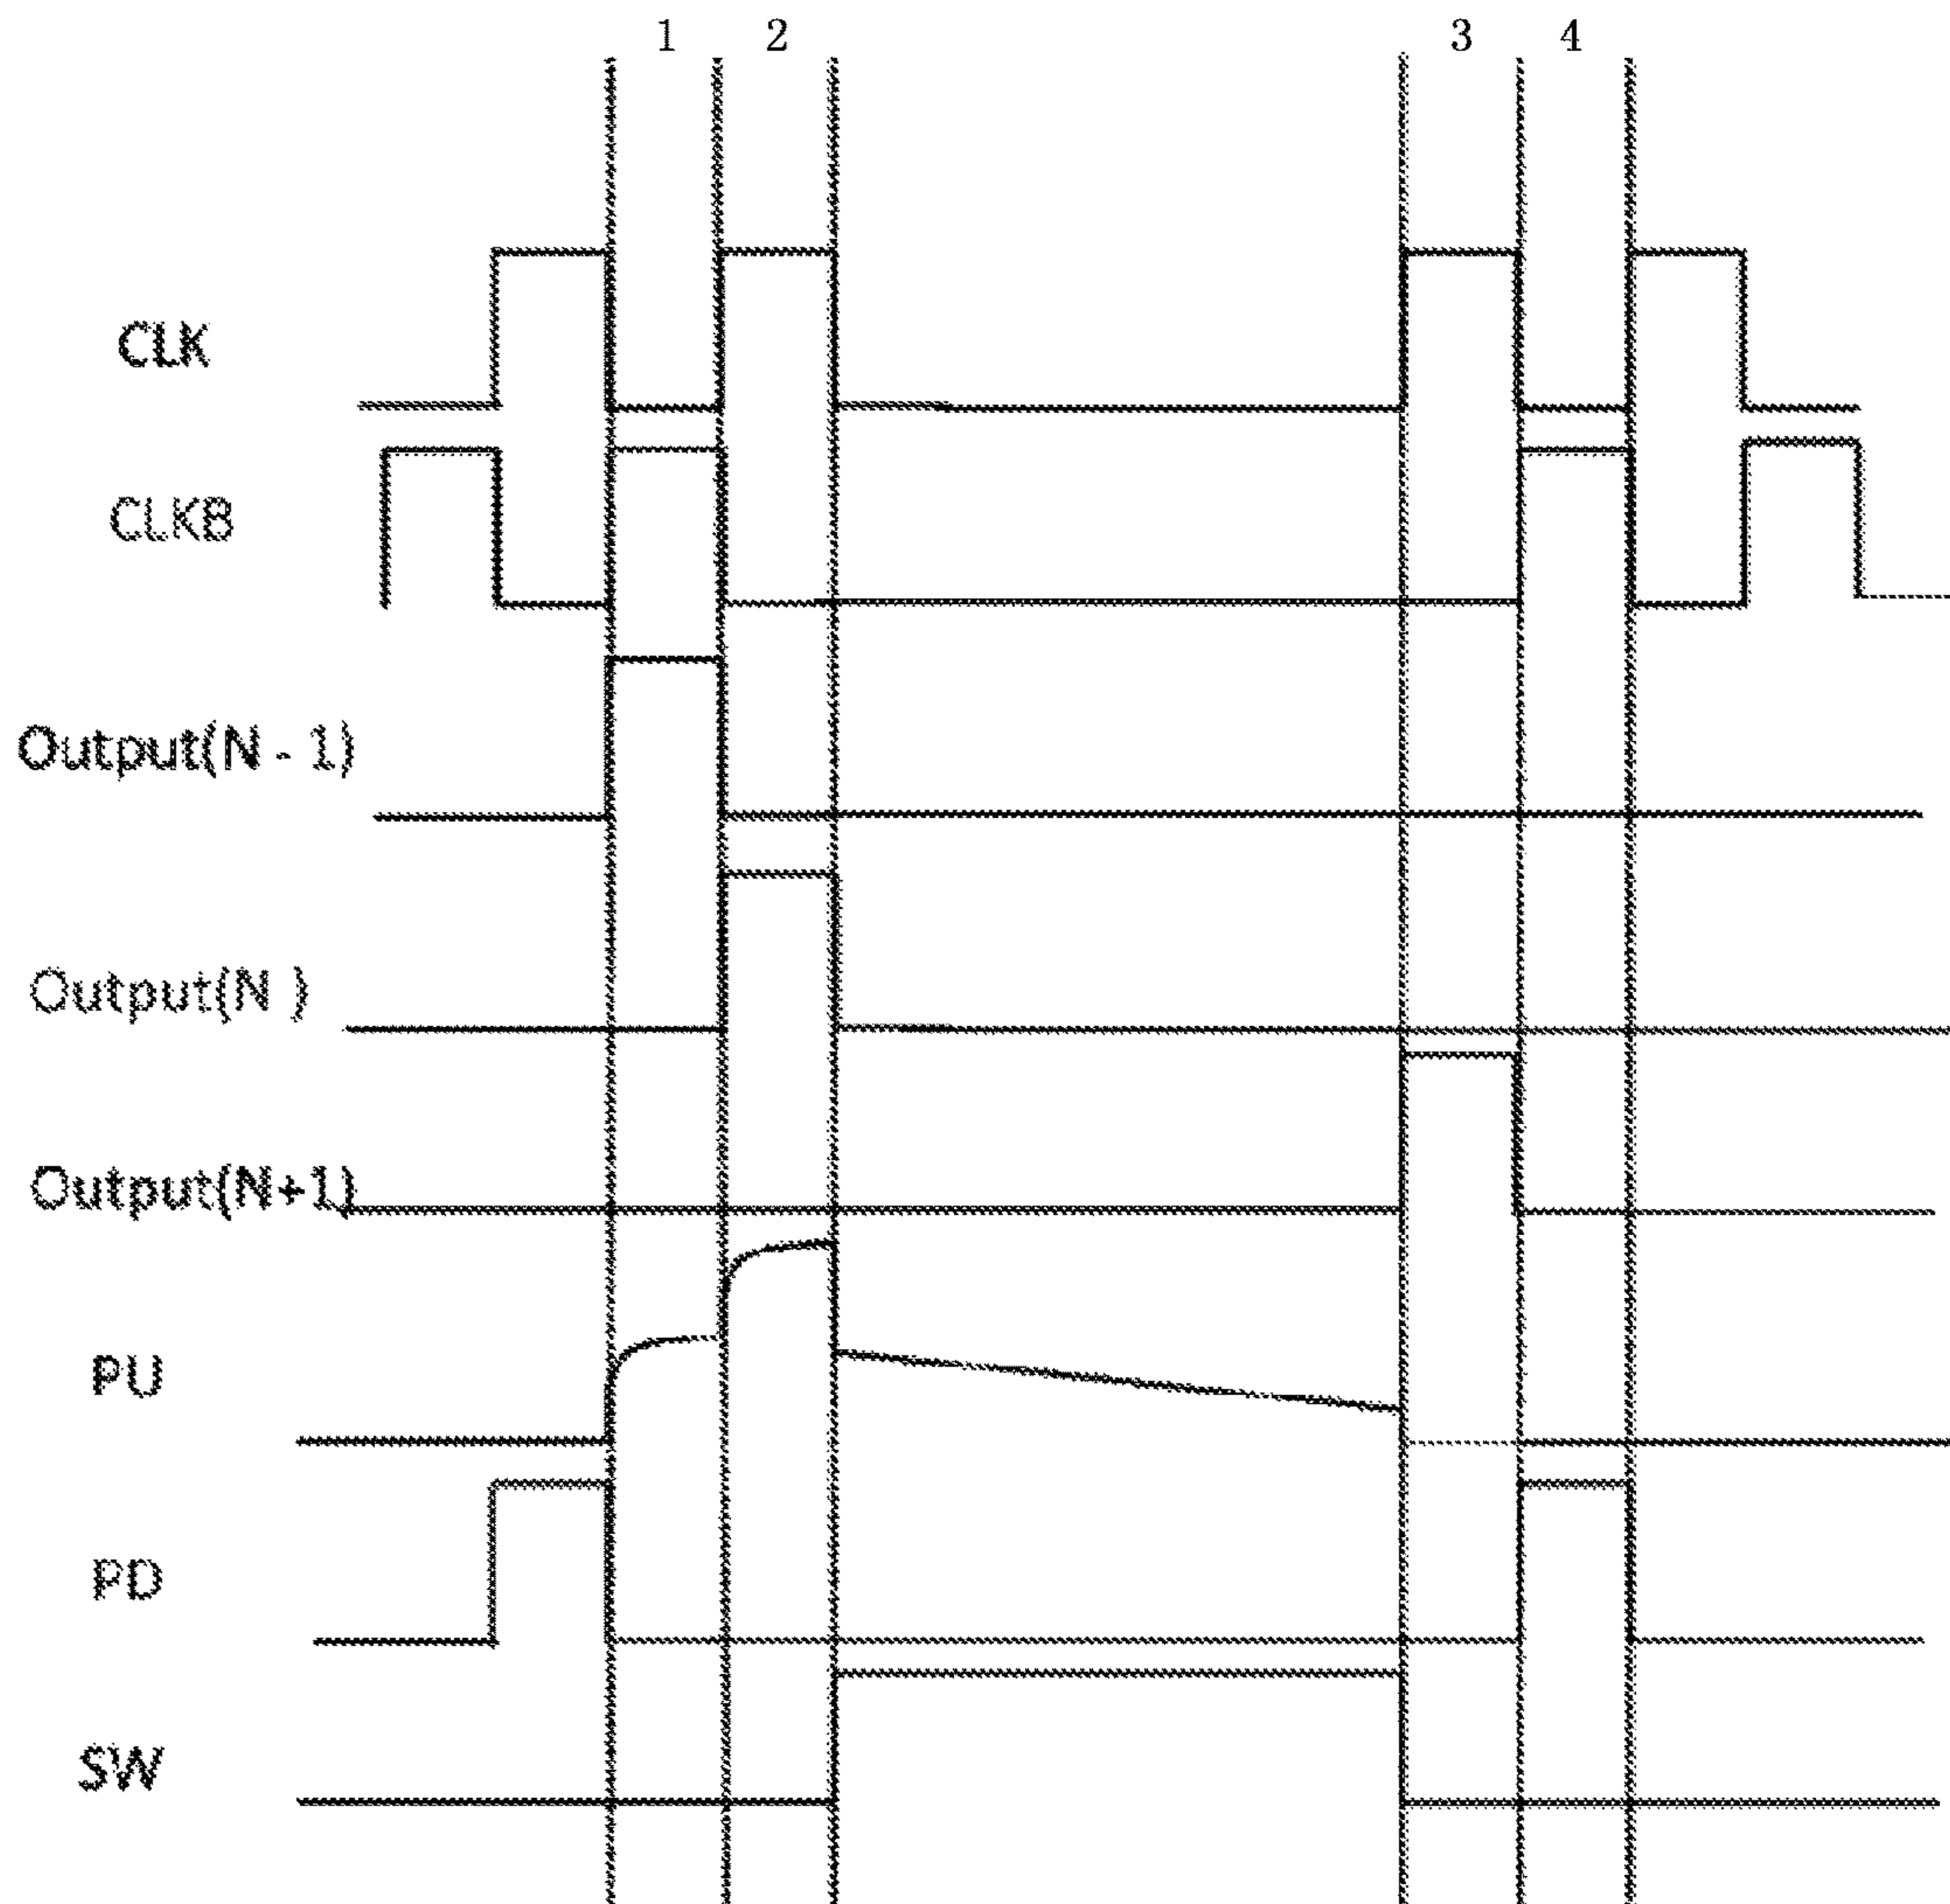 1 2 3 4
CLK
CLKB
Output(N - 1)
Output(N )
Output(N+1)
PU
PD
SW